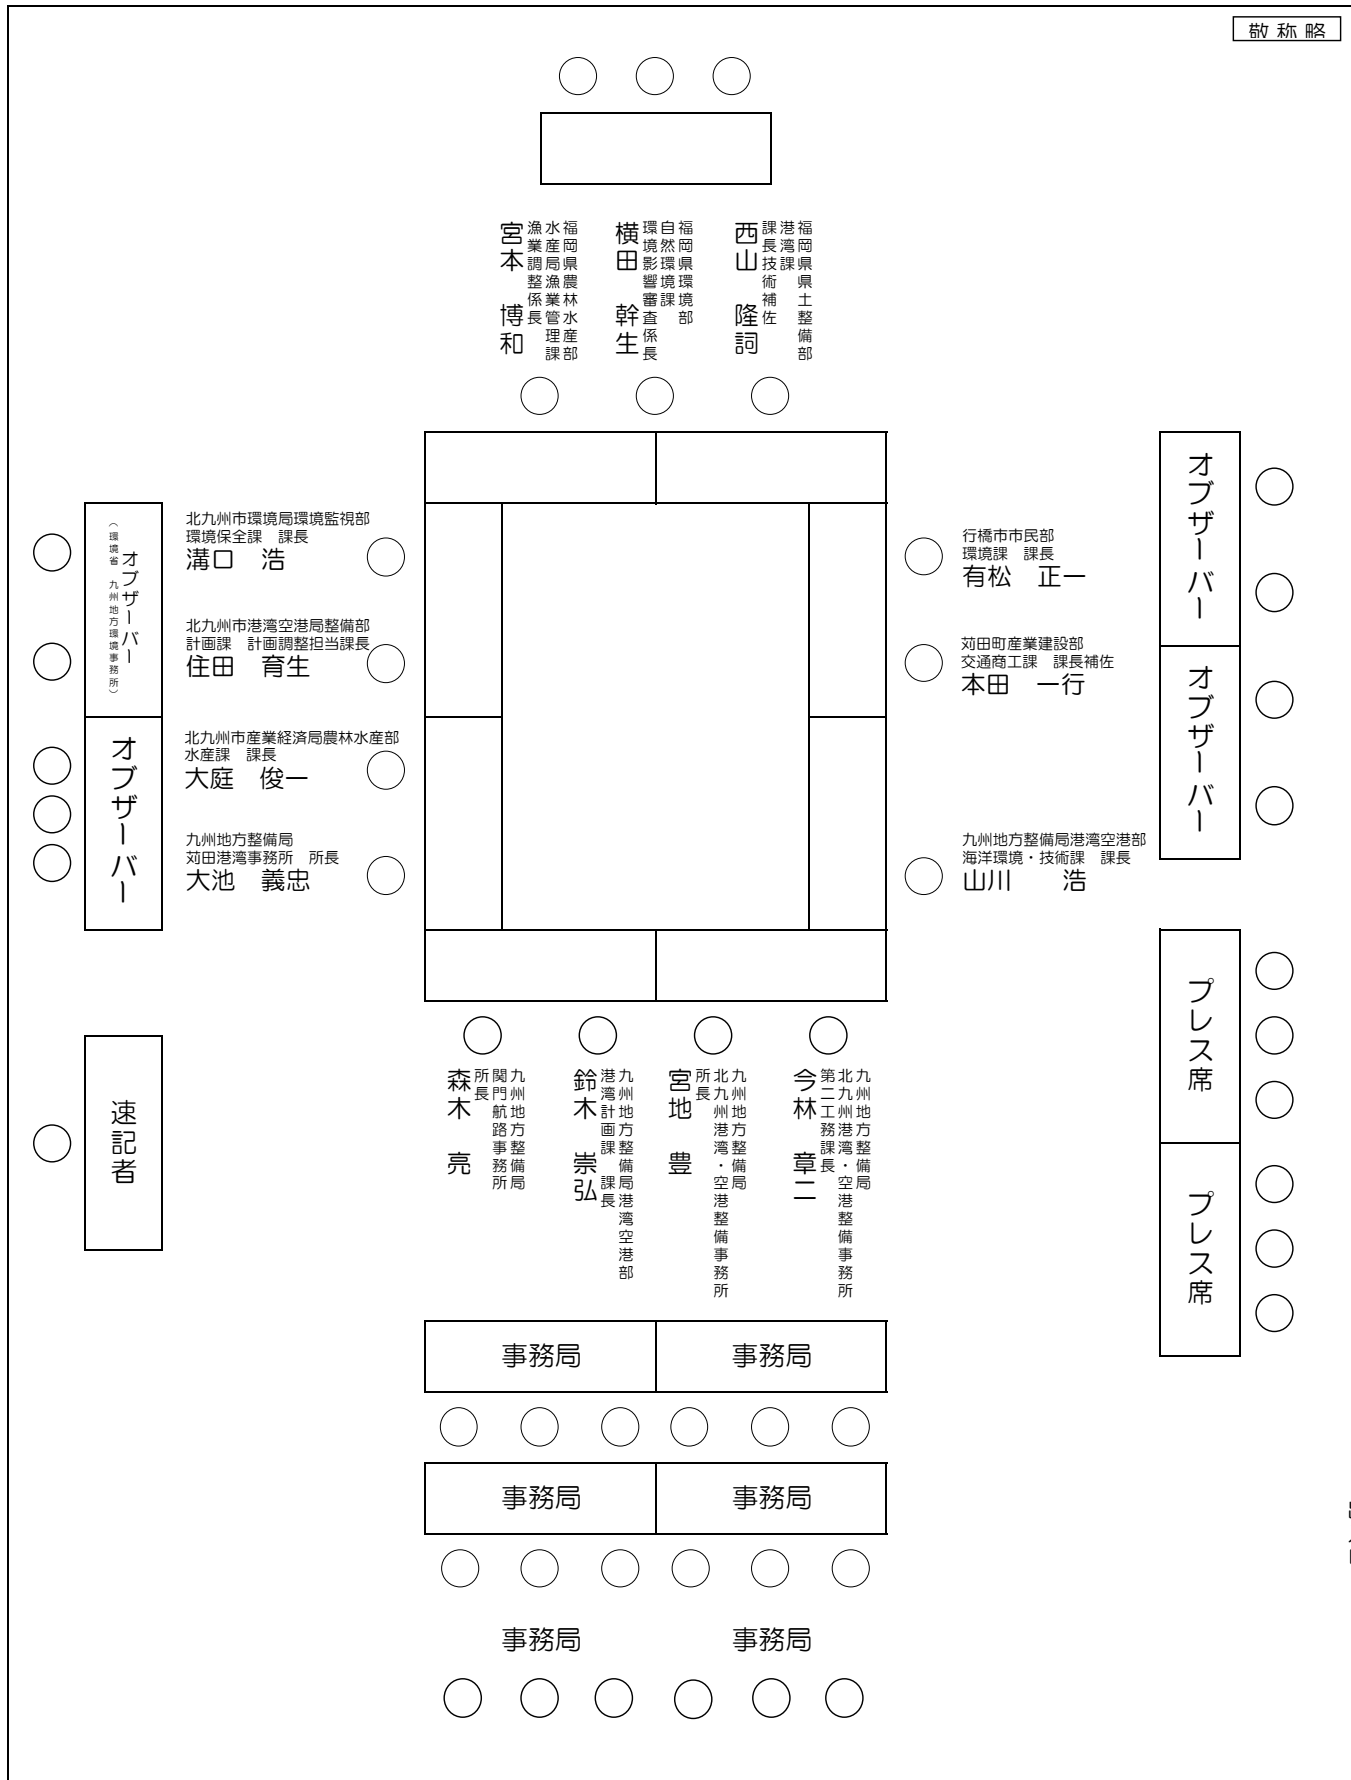 敬称略
福岡県県土整備部
港湾課
課長技術補佐
西山　隆詞
福岡県環境部
自然環境課
環境影響審査係長
横田　幹生
福岡県農林水産部
水産局漁業管理課
漁業調整係長
宮本　博和
オブザーバー
（環境省　九州地方環境事務所）
オブザーバー
北九州市環境局環境監視部
環境保全課　課長
溝口　浩
北九州市港湾空港局整備部
計画課　計画調整担当課長
住田　育生
北九州市産業経済局農林水産部
水産課　課長
大庭　俊一
九州地方整備局
苅田港湾事務所　所長
大池　義忠
行橋市市民部
環境課　課長
有松　正一
苅田町産業建設部
交通商工課　課長補佐
本田　一行
九州地方整備局港湾空港部
海洋環境・技術課　課長
山川　　浩
オブザーバー
オブザーバー
プレス席
プレス席
速記者
九州地方整備局
北九州港湾・空港整備事務所
第二工務課長
今林　章二
九州地方整備局
北九州港湾・空港整備事務所
所長
宮地　豊
九州地方整備局港湾空港部
港湾計画課　課長
鈴木　崇弘
九州地方整備局
関門航路事務所
所長
森木　亮
事務局
事務局
事務局
事務局
事務局
事務局